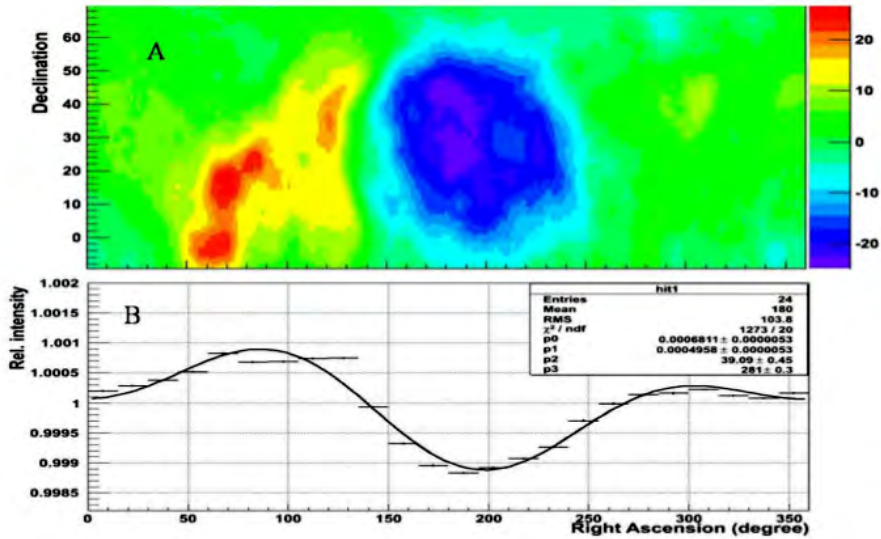 A
Declination
60
50
40
30
20
10
0
20
10
0
-10
-20
B
Rel. intensity
1.002
1.0015
1.001
1.0005
1
0.9995
0.999
0.9985
hit1
Entries 24
Mean 180
RMS 103.8
χ² / ndf 1273 / 20
p0 0.0006811 ± 0.0000053
p1 0.0004958 ± 0.0000053
p2 39.09 ± 0.45
p3 281 ± 0.3
0 50 100 150 200 250 300 350
Right Ascension (degree)